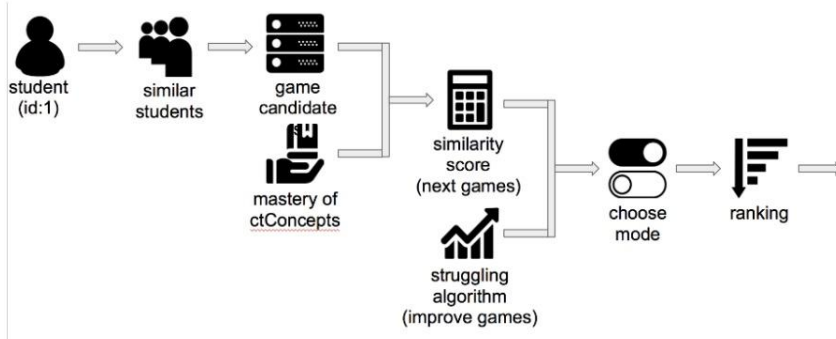 student
(id:1)
similar
students
game
candidate
mastery of
ctConcepts
similarity
score
(next games)
struggling
algorithm
(improve games)
choose
mode
ranking